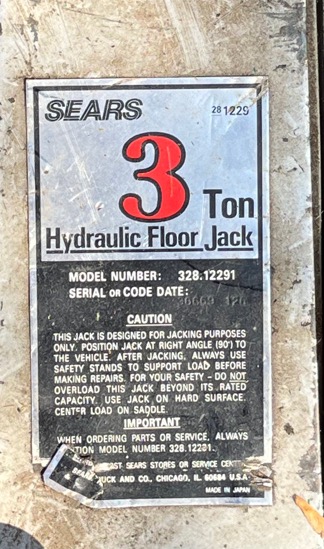 SEARS
28 1229
3 Ton
Hydraulic Floor Jack
MODEL NUMBER: 328.12291
SERIAL OR CODE DATE:
CAUTION
THIS JACK IS DESIGNED FOR JACKING PURPOSES
ONLY. POSITION JACK AT RIGHT ANGLE (90°) TO
THE VEHICLE. AFTER JACKING, ALWAYS USE
SAFETY STANDS TO SUPPORT LOAD BEFORE
MAKING REPAIRS. FOR YOUR SAFETY - DO NOT
OVERLOAD THIS JACK BEYOND ITS RATED
CAPACITY. USE JACK ON HARD SURFACE.
CENTER LOAD ON SADDLE.
IMPORTANT
WHEN ORDERING PARTS OR SERVICE, ALWAYS
TION MODEL NUMBER 328.12291.
SEARS STORES OR SERVICE
UCK AND CO., CHICAGO, IL 60684 U.S.A
MADE IN JAPAN